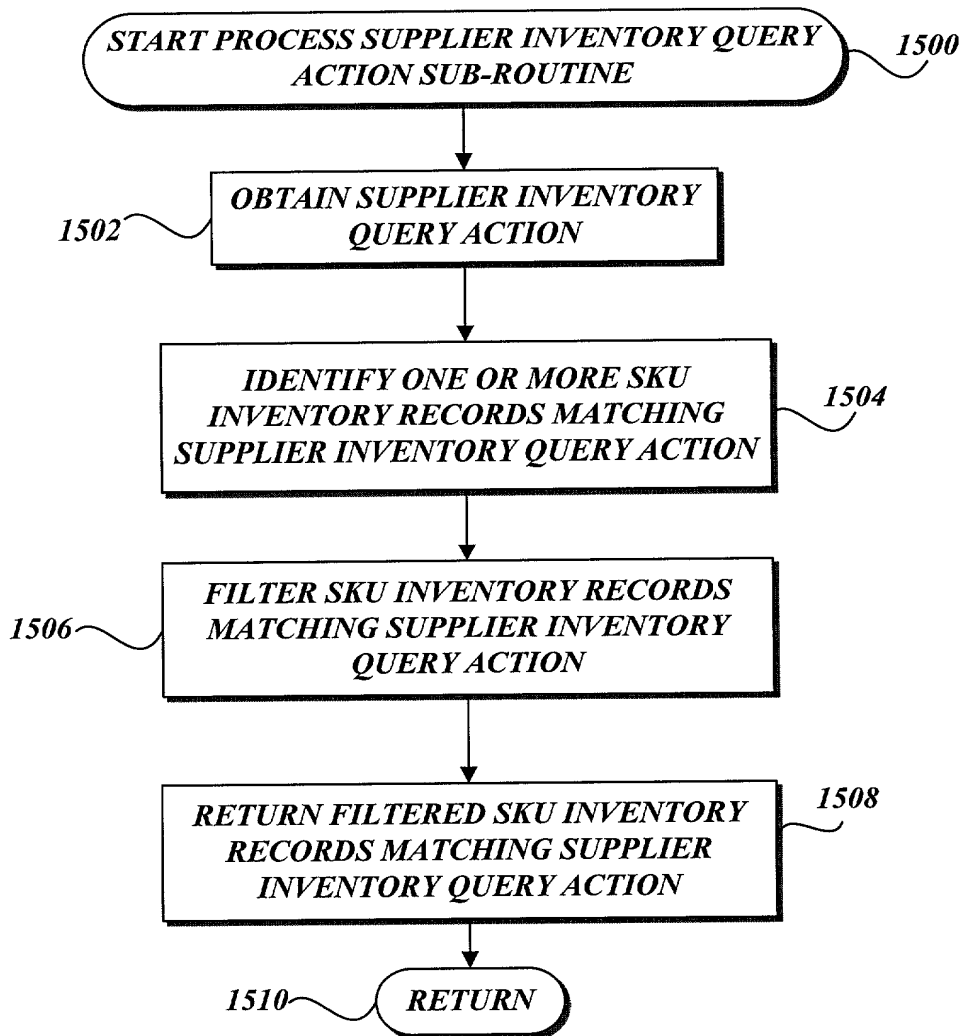 START PROCESS SUPPLIER INVENTORY QUERY
ACTION SUB-ROUTINE
1500
OBTAIN SUPPLIER INVENTORY
QUERY ACTION
1502
IDENTIFY ONE OR MORE SKU
INVENTORY RECORDS MATCHING
SUPPLIER INVENTORY QUERY ACTION
1504
FILTER SKU INVENTORY RECORDS
MATCHING SUPPLIER INVENTORY
QUERY ACTION
1506
RETURN FILTERED SKU INVENTORY
RECORDS MATCHING SUPPLIER
INVENTORY QUERY ACTION
1508
1510
RETURN